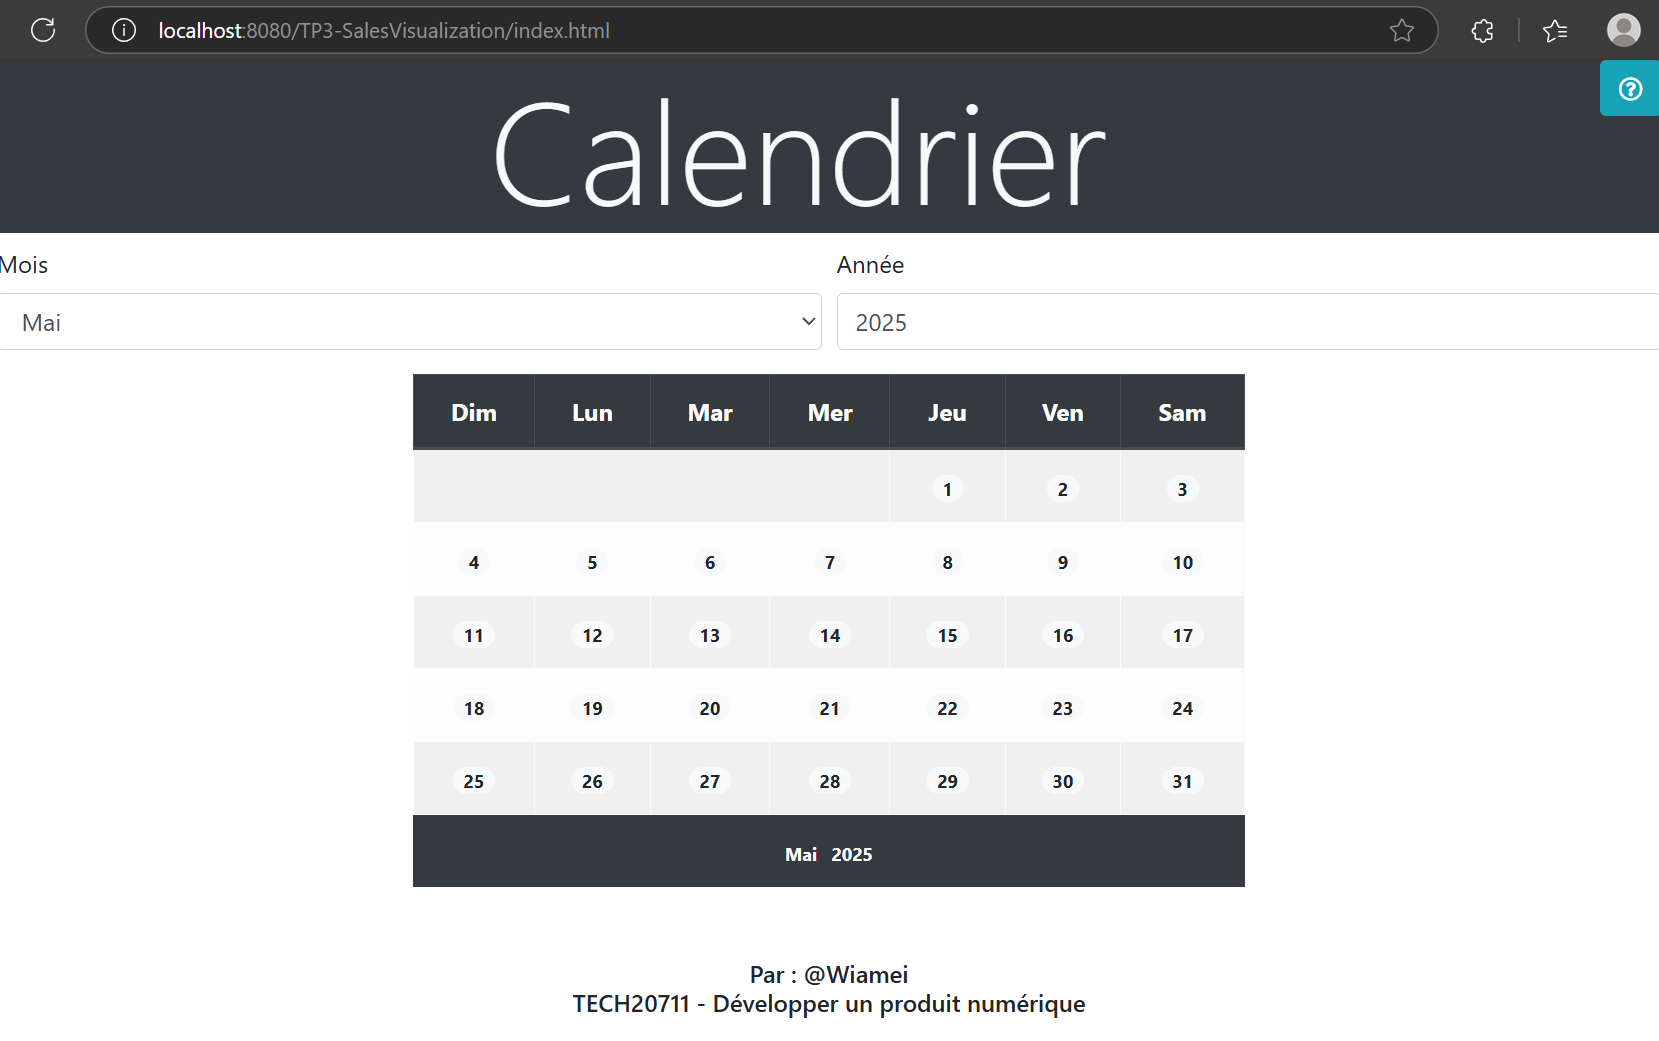 localhost:8080/TP3-SalesVisualization/index.html
Calendrier
Mois
Année
Mai
2025
Dim Lun Mar Mer Jeu Ven Sam
1 2 3
4 5 6 7 8 9 10
11 12 13 14 15 16 17
18 19 20 21 22 23 24
25 26 27 28 29 30 31
Mai 2025
Par : @Wiamei
TECH20711 - Développer un produit numérique